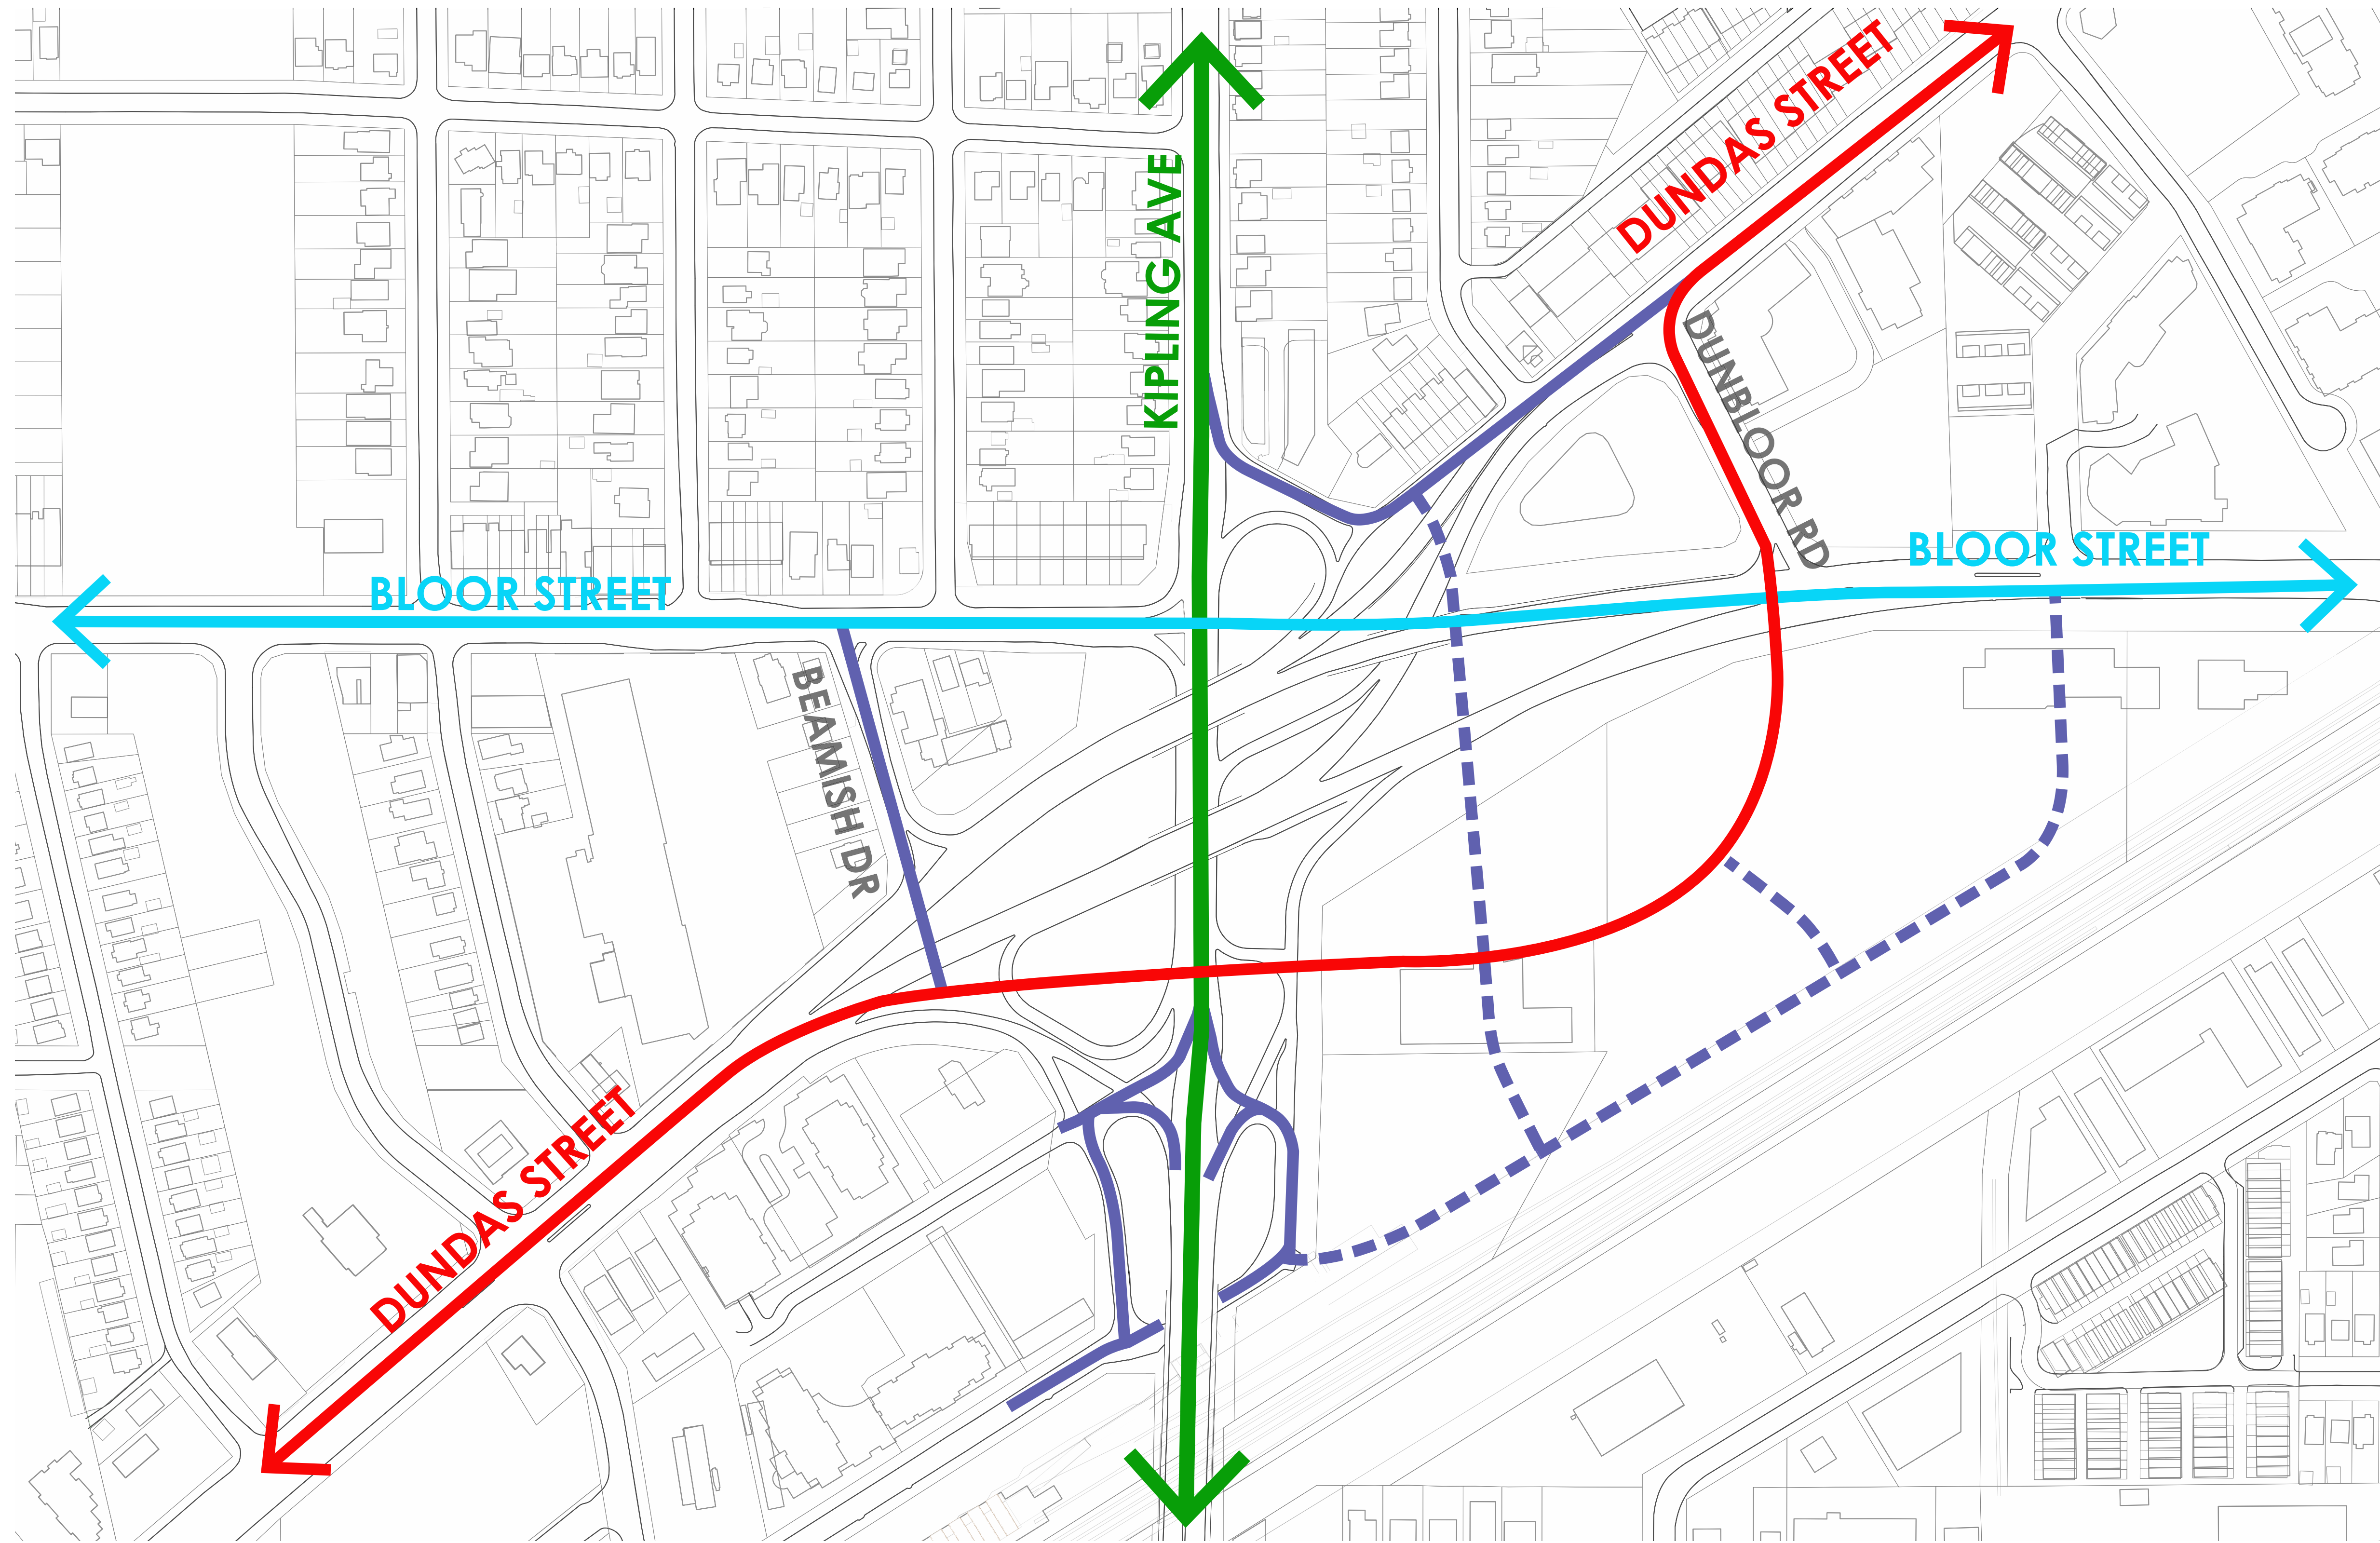 DUNDAS STREET
KIPLING AVE
DUNBLOOR RD
BLOOR STREET
BLOOR STREET
BEAMISH DR
DUNDAS STREET